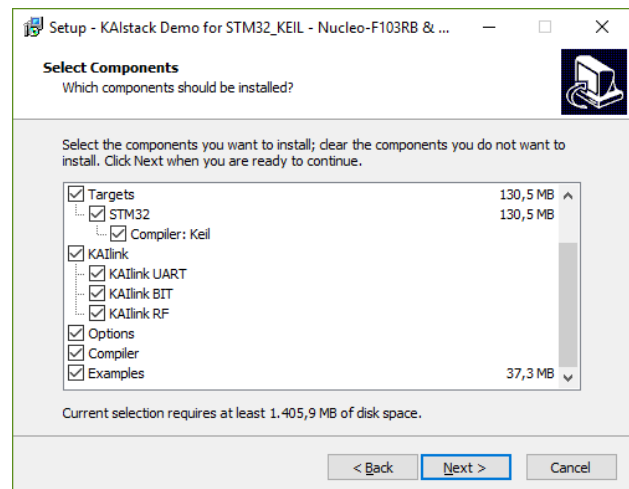 Setup - KAIstack Demo for STM32_KEIL - Nucleo-F103RB & ...
Select Components
Which components should be installed?
Select the components you want to install; clear the components you do not want to
install. Click Next when you are ready to continue.
Targets 130,5 MB
STM32 130,5 MB
Compiler: Keil
KAIlink
KAIlink UART
KAIlink BIT
KAIlink RF
Options
Compiler
Examples 37,3 MB
Current selection requires at least 1.405,9 MB of disk space.
< Back Next > Cancel